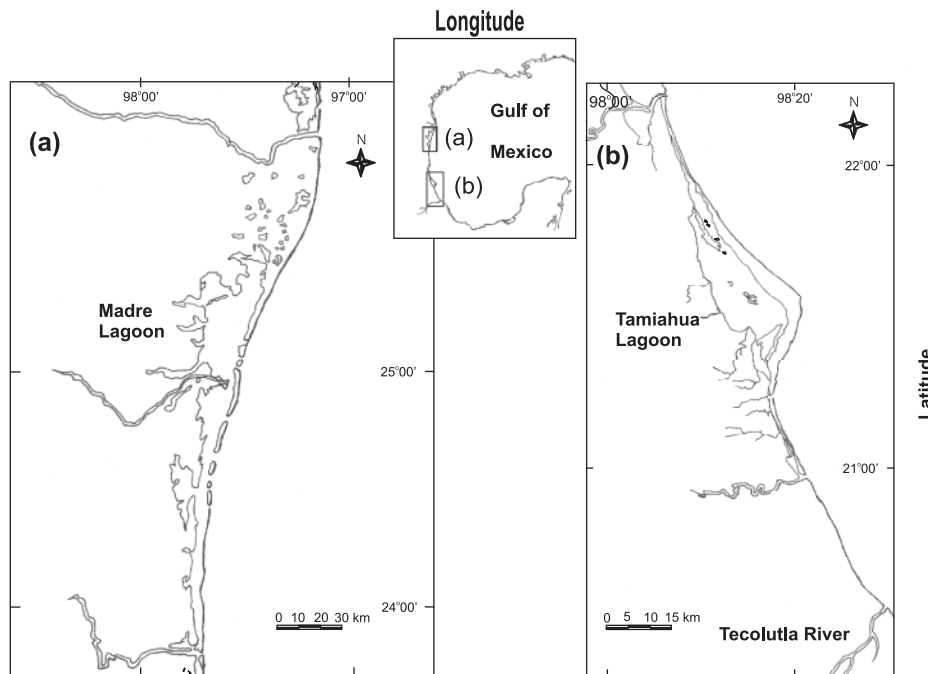 Longitude
98°00'
97°00'
(a)
N
Madre
Lagoon
25°00'
24°00'
0 10 20 30 km
Gulf of
Mexico
(a)
(b)
98°00'
98°20'
N
(b)
22°00'
Tamiahua
Lagoon
21°00'
0 5 10 15 km
Tecolutla River
Latitude